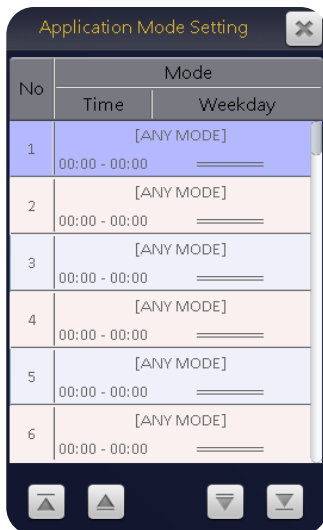 Application Mode Setting
No
Mode
Time Weekday
1
[ANY MODE]
00:00 - 00:00 =======
2
[ANY MODE]
00:00 - 00:00 =======
3
[ANY MODE]
00:00 - 00:00 =======
4
[ANY MODE]
00:00 - 00:00 =======
5
[ANY MODE]
00:00 - 00:00 =======
6
[ANY MODE]
00:00 - 00:00 =======